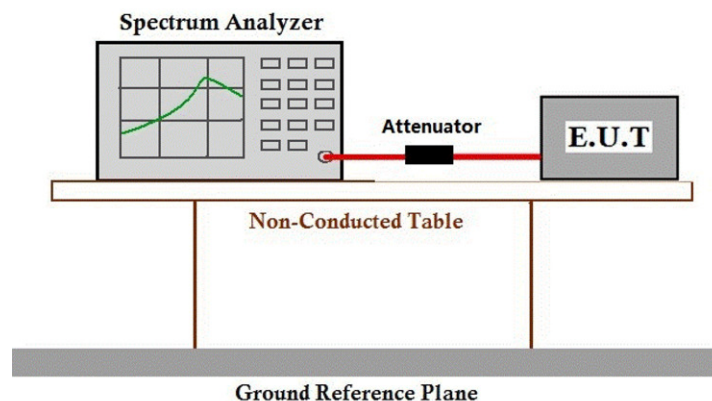 Spectrum Analyzer
Attenuator
E.U.T
Non-Conducted Table
Ground Reference Plane